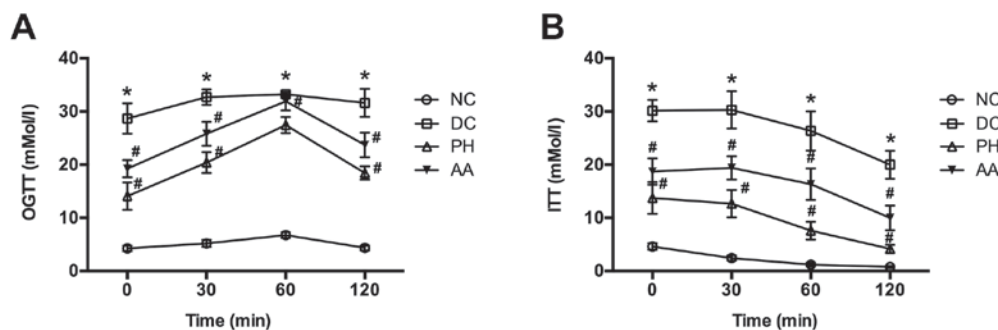 A
OGTT (mMol/l)
40
30
20
10
0
* * * *
# # # #
# # #
0 30 60 120
Time (min)
NC
DC
PH
AA
B
ITT (mMol/l)
40
30
20
10
0
* * * *
# # # #
# # # #
0 30 60 120
Time (min)
NC
DC
PH
AA